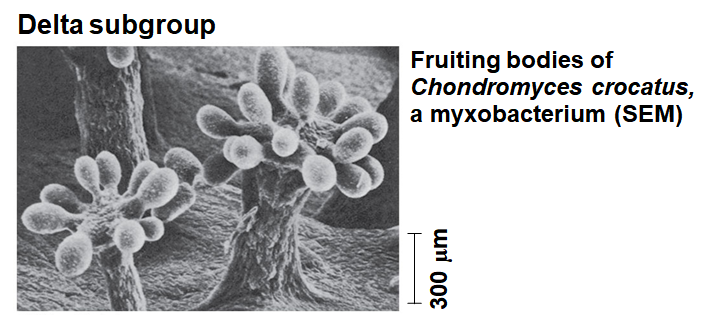 Delta subgroup
Fruiting bodies of
Chondromyces crocatus,
a myxobacterium (SEM)
300 μm